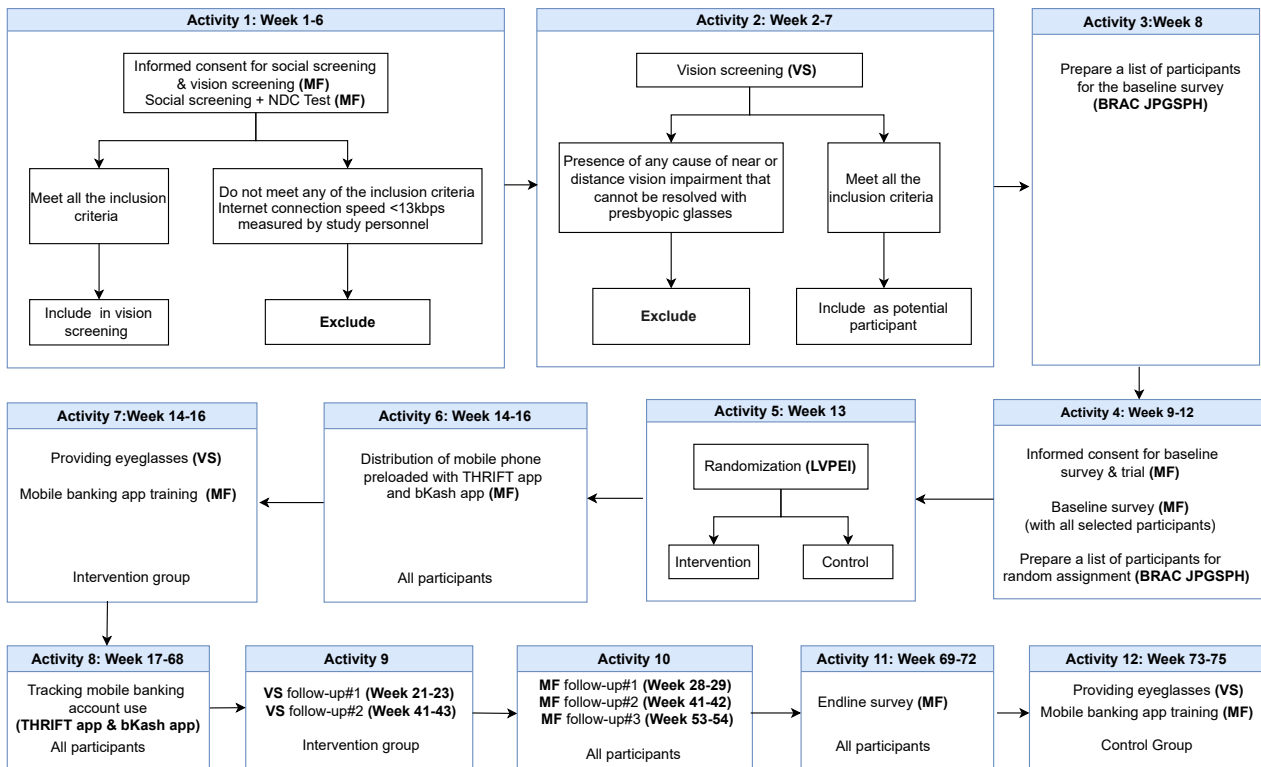 Activity 1: Week 1-6
Informed consent for social screening
& vision screening (MF)
Social screening + NDC Test (MF)
Meet all the inclusion
criteria
Do not meet any of the inclusion criteria
Internet connection speed <13kbps
measured by study personnel
Include in vision
screening
Exclude
Activity 2: Week 2-7
Vision screening (VS)
Presence of any cause of near or
distance vision impairment that
cannot be resolved with
presbyopic glasses
Meet all the
inclusion criteria
Exclude
Include as potential
participant
Activity 3:Week 8
Prepare a list of participants
for the baseline survey
(BRAC JPGSPH)
Activity 4: Week 9-12
Informed consent for baseline
survey & trial (MF)
Baseline survey (MF)
(with all selected participants)
Prepare a list of participants for
random assignment (BRAC JPGSPH)
Activity 5: Week 13
Randomization (LVPEI)
Intervention
Control
Activity 6: Week 14-16
Distribution of mobile phone
preloaded with THRIFT app
and bKash app (MF)
All participants
Activity 7:Week 14-16
Providing eyeglasses (VS)
Mobile banking app training (MF)
Intervention group
Activity 8: Week 17-68
Tracking mobile banking
account use
(THRIFT app & bKash app)
All participants
Activity 9
VS follow-up#1 (Week 21-23)
VS follow-up#2 (Week 41-43)
Intervention group
Activity 10
MF follow-up#1 (Week 28-29)
MF follow-up#2 (Week 41-42)
MF follow-up#3 (Week 53-54)
All participants
Activity 11: Week 69-72
Endline survey (MF)
All participants
Activity 12: Week 73-75
Providing eyeglasses (VS)
Mobile banking app training (MF)
Control Group